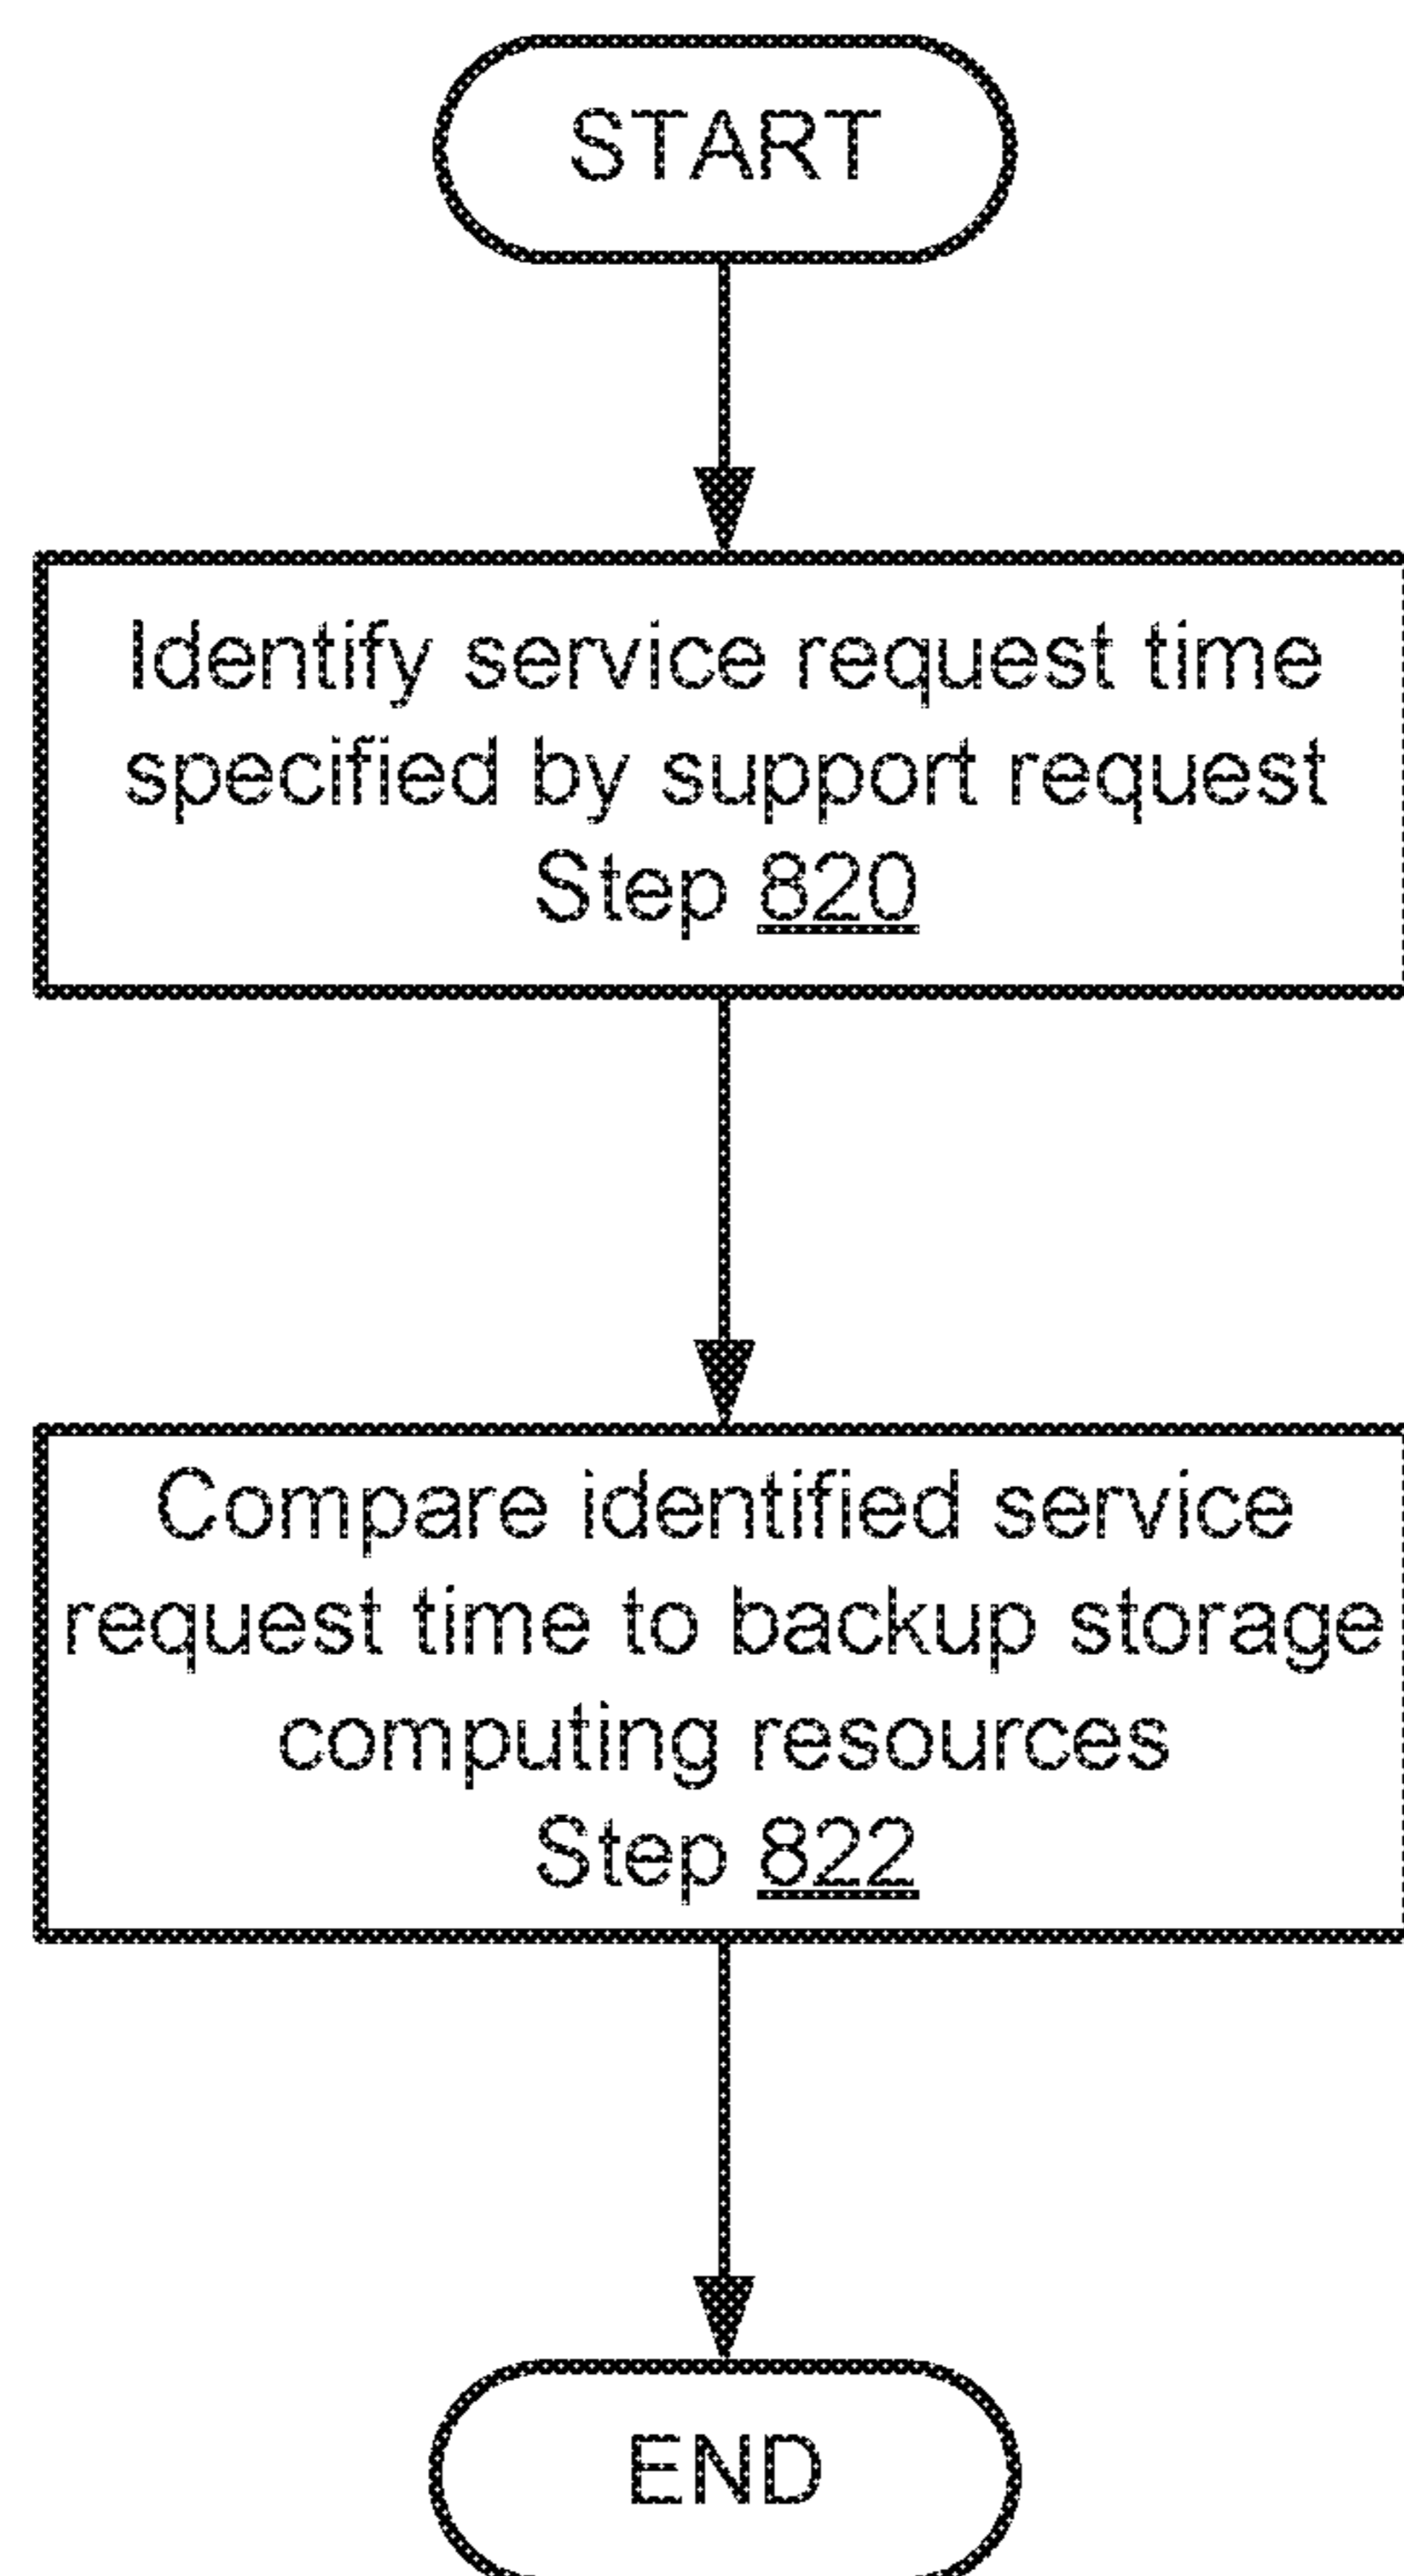 START
Identify service request time
specified by support request
Step 820
Compare identified service
request time to backup storage
computing resources
Step 822
END